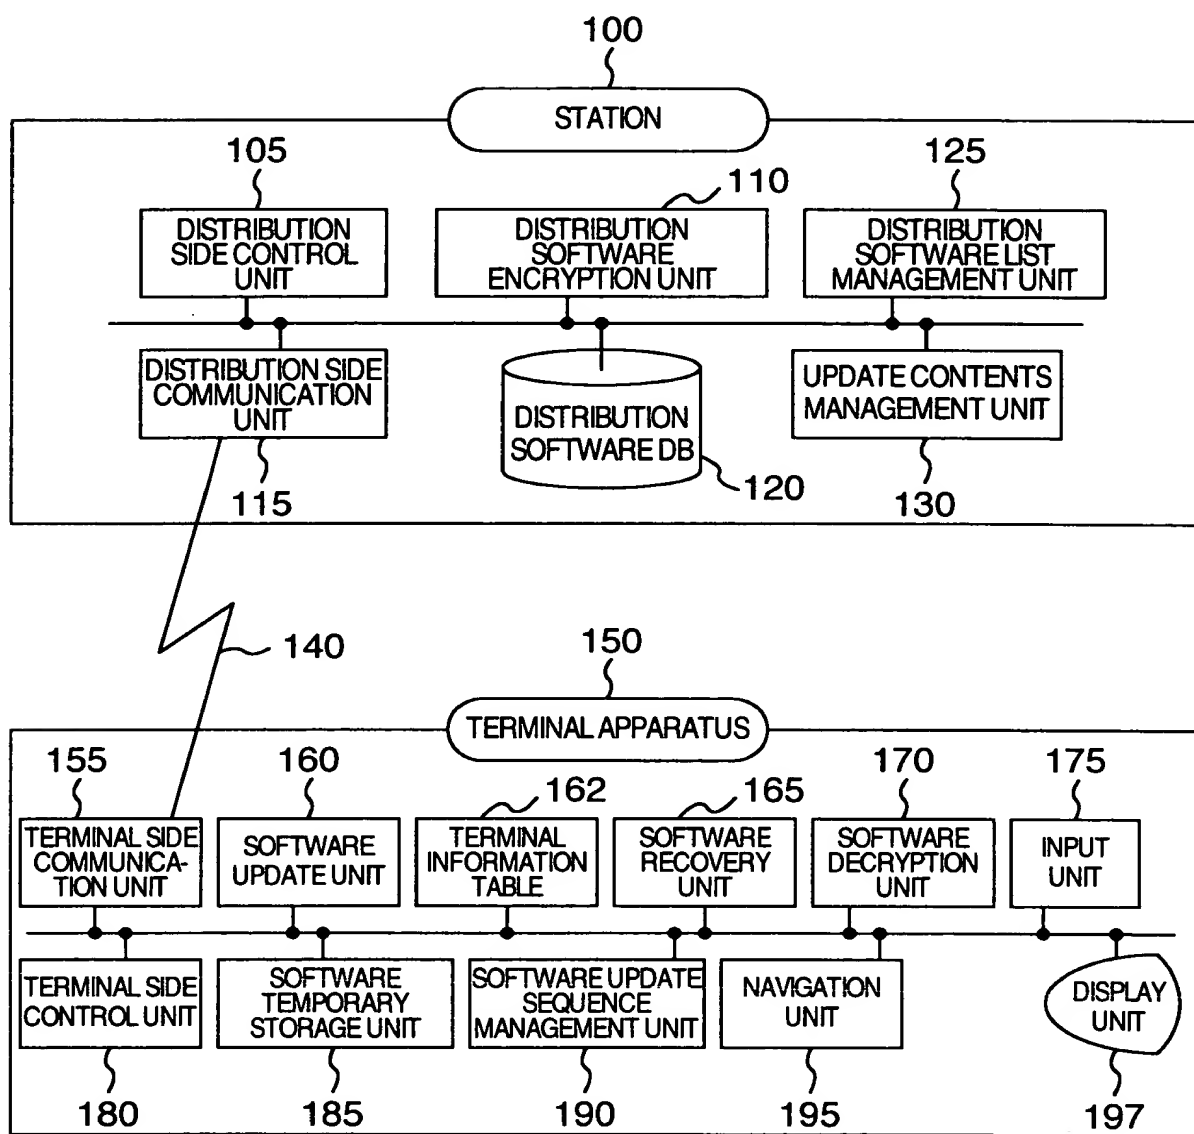 100
STATION
105
110
125
DISTRIBUTION
SIDE CONTROL
UNIT
DISTRIBUTION
SOFTWARE
ENCRYPTION UNIT
DISTRIBUTION
SOFTWARE LIST
MANAGEMENT UNIT
DISTRIBUTION SIDE
COMMUNICATION
UNIT
DISTRIBUTION
SOFTWARE DB
UPDATE CONTENTS
MANAGEMENT UNIT
115
120
130
140
150
TERMINAL APPARATUS
155
160
162
165
170
175
TERMINAL SIDE
COMMUNICA-
TION UNIT
SOFTWARE
UPDATE UNIT
TERMINAL
INFORMATION
TABLE
SOFTWARE
RECOVERY
UNIT
SOFTWARE
DECRYPTION
UNIT
INPUT
UNIT
TERMINAL SIDE
CONTROL UNIT
SOFTWARE
TEMPORARY
STORAGE UNIT
SOFTWARE UPDATE
SEQUENCE
MANAGEMENT UNIT
NAVIGATION
UNIT
DISPLAY
UNIT
180
185
190
195
197